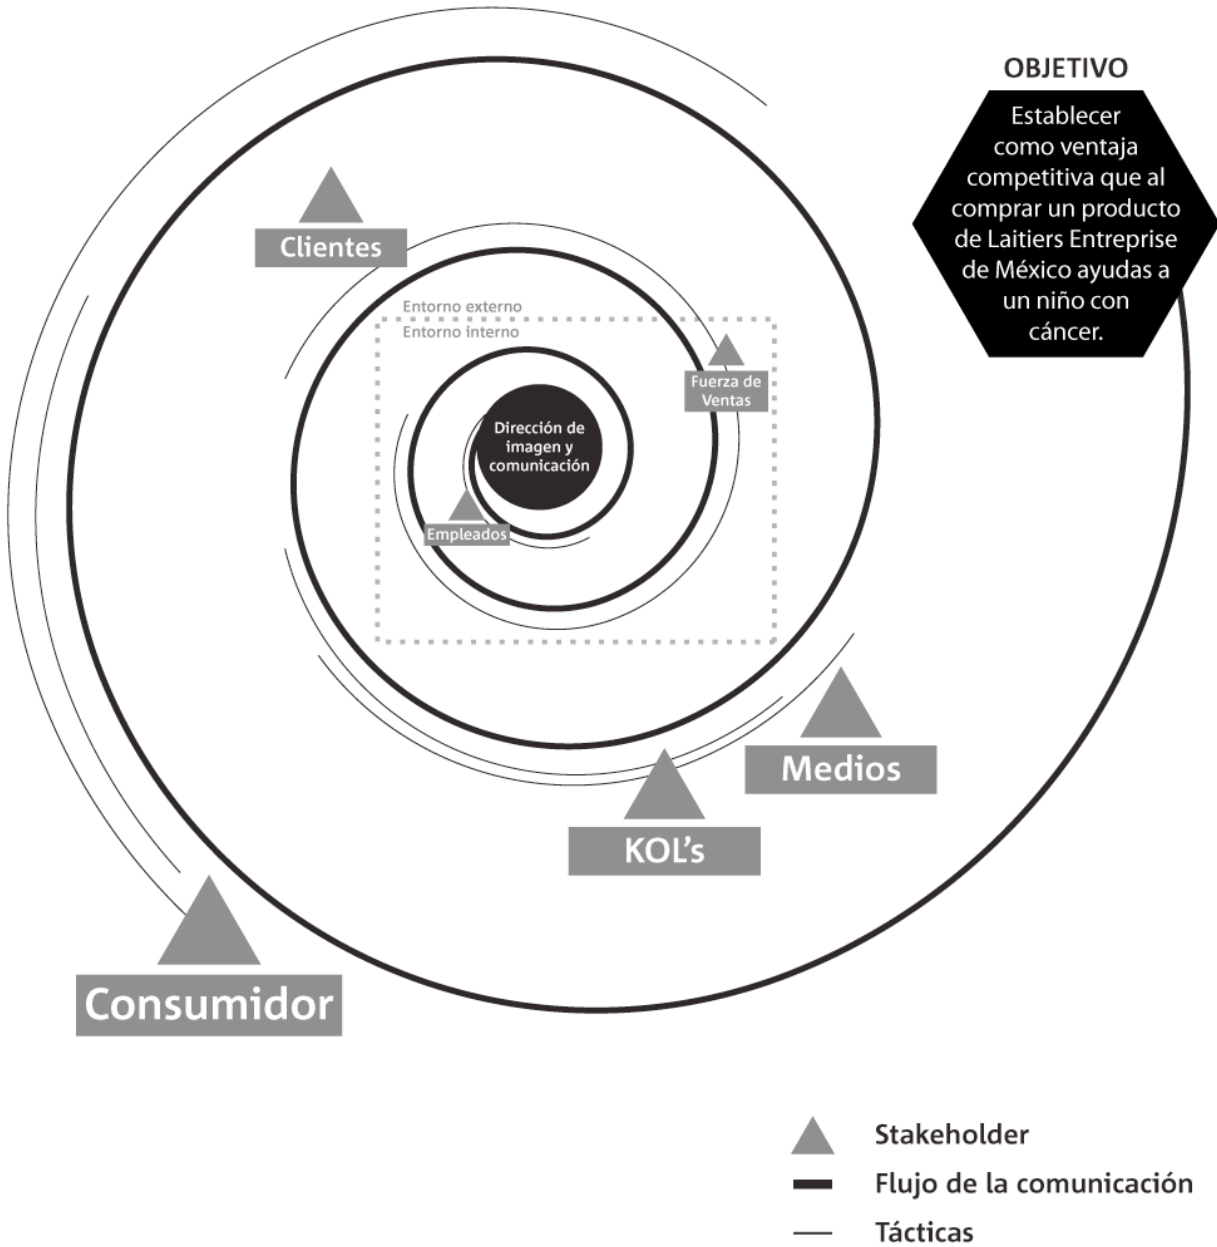 OBJETIVO
Establecer
como ventaja
competitiva que al
comprar un producto
de Laitiers Entreprise
de México ayudas a
un niño con
cáncer.
Clientes
Entorno externo
Entorno interno
Fuerza de
Ventas
Dirección de
imagen y
comunicación
Empleados
Medios
KOL's
Consumidor
Stakeholder
Flujo de la comunicación
Tácticas